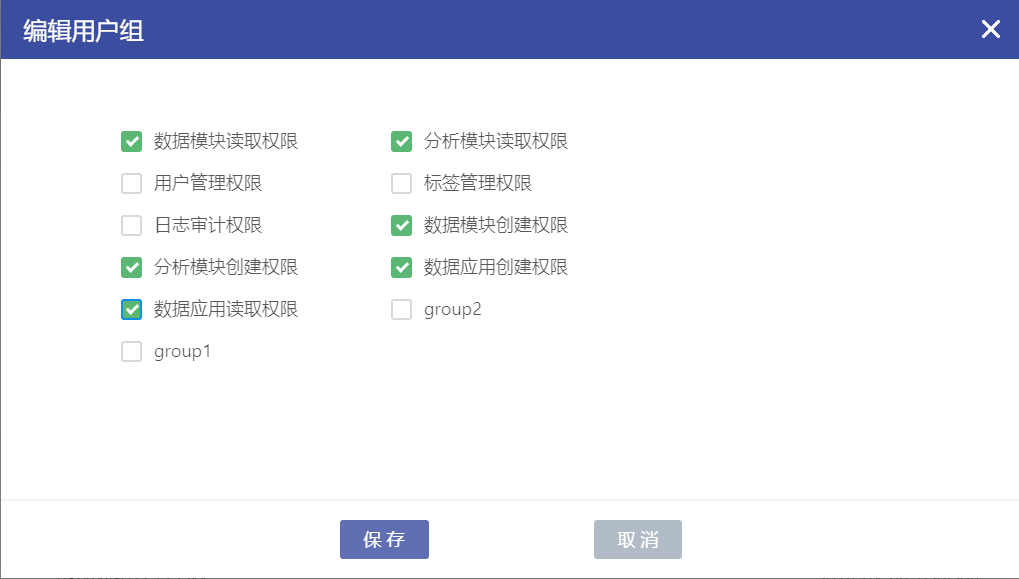 编辑用户组
数据模块读取权限 分析模块读取权限
用户管理权限 标签管理权限
日志审计权限 数据模块创建权限
分析模块创建权限 数据应用创建权限
数据应用读取权限 group2
group1
保存 取消